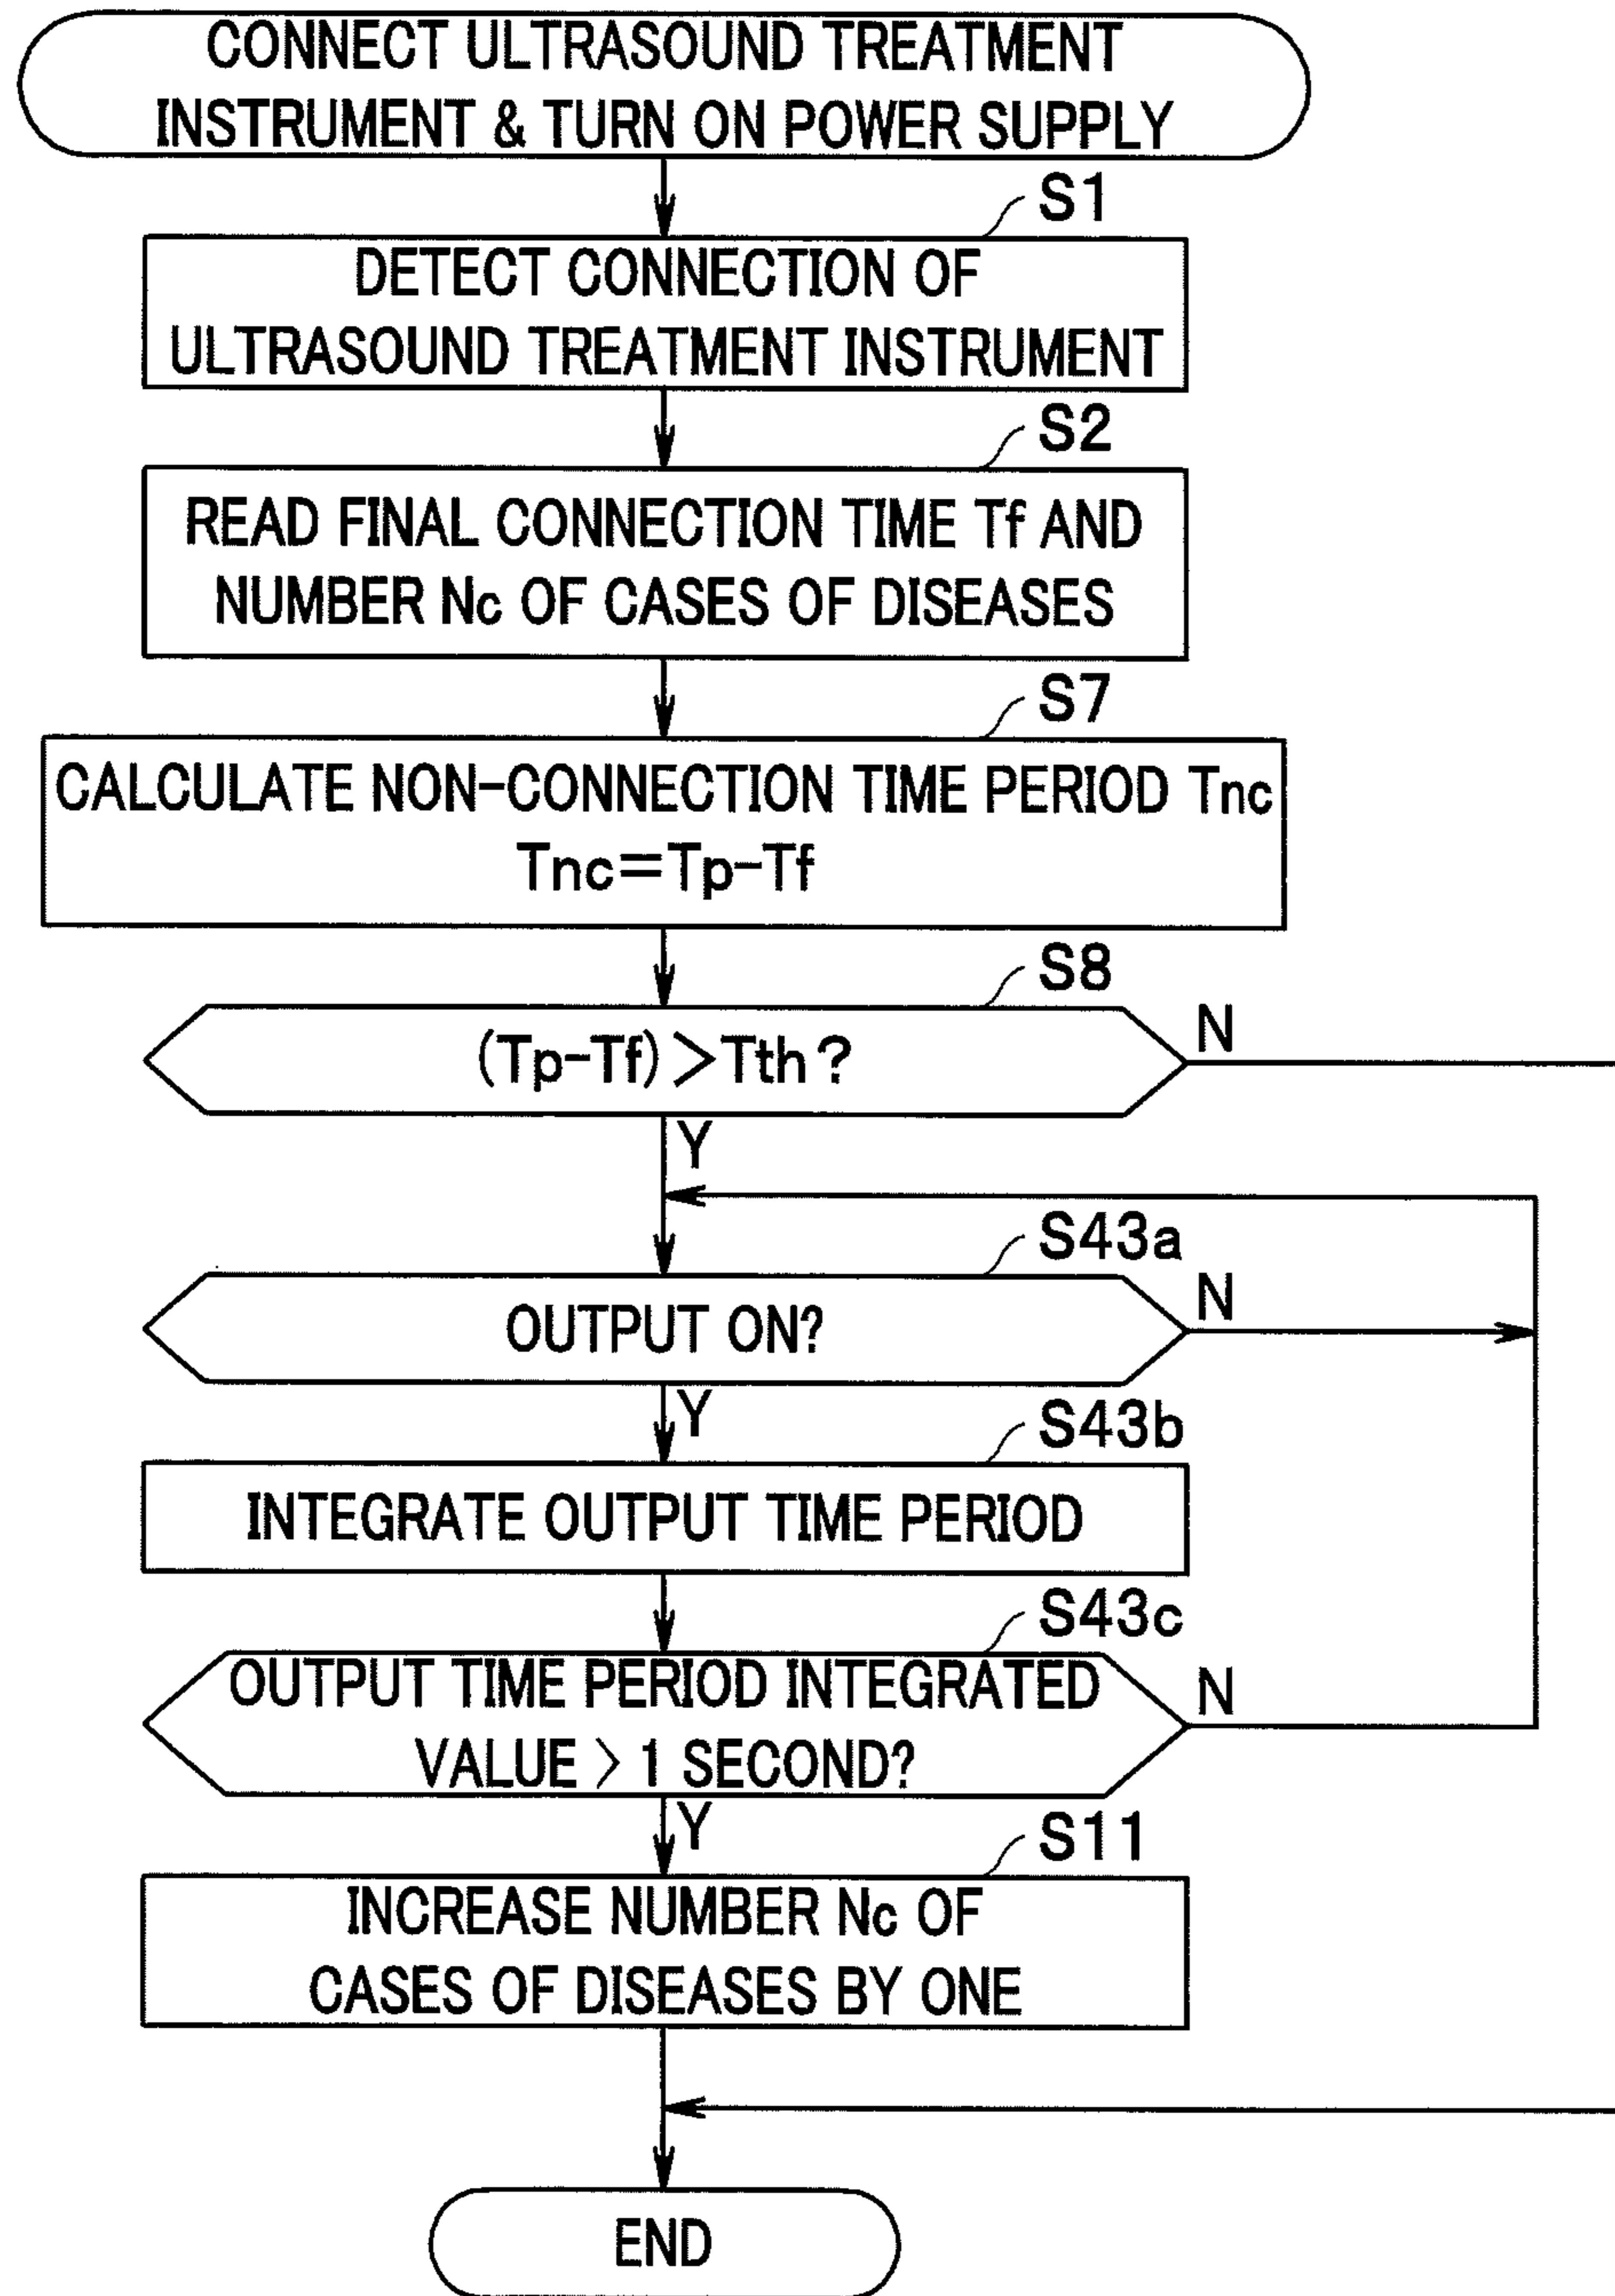 CONNECT ULTRASOUND TREATMENT
INSTRUMENT & TURN ON POWER SUPPLY
S1
DETECT CONNECTION OF
ULTRASOUND TREATMENT INSTRUMENT
S2
READ FINAL CONNECTION TIME Tf AND
NUMBER Nc OF CASES OF DISEASES
S7
CALCULATE NON-CONNECTION TIME PERIOD Tnc
Tnc=Tp-Tf
S8
(Tp-Tf)>Tth?
N
Y
S43a
OUTPUT ON?
N
Y
S43b
INTEGRATE OUTPUT TIME PERIOD
S43c
OUTPUT TIME PERIOD INTEGRATED
VALUE > 1 SECOND?
N
Y
S11
INCREASE NUMBER Nc OF
CASES OF DISEASES BY ONE
END